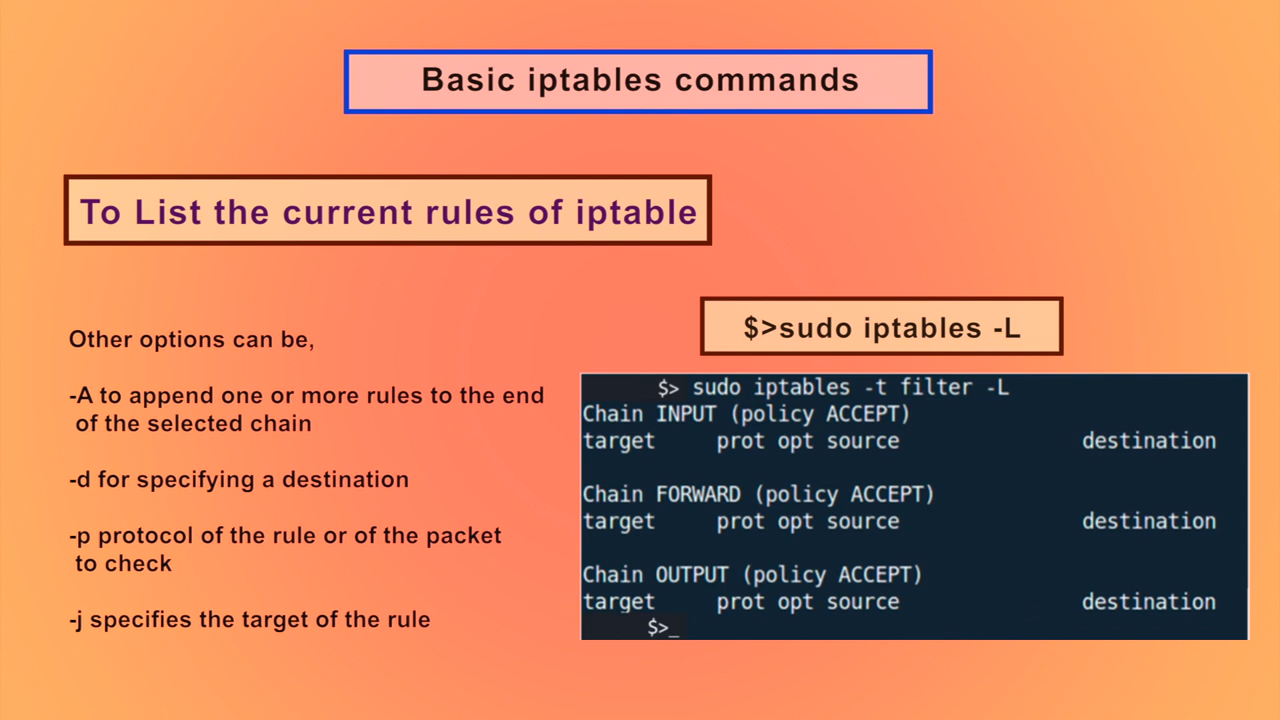 Basic iptables commands
To List the current rules of iptable
Other options can be,
-A to append one or more rules to the end
of the selected chain
-d for specifying a destination
-p protocol of the rule or of the packet
to check
-j specifies the target of the rule
$>sudo iptables -L
$> sudo iptables -t filter -L
Chain INPUT (policy ACCEPT)
target prot opt source destination
Chain FORWARD (policy ACCEPT)
target prot opt source destination
Chain OUTPUT (policy ACCEPT)
target prot opt source destination
$>_